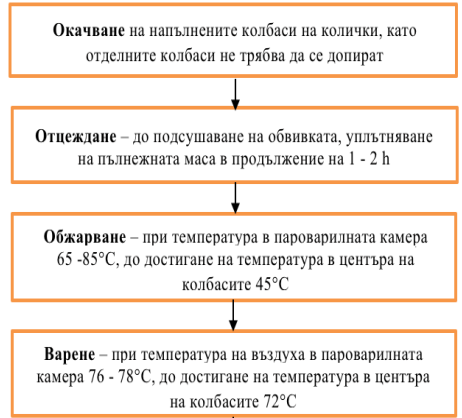 Окачване на напълнените колбаси на колички, като
отделните колбаси не трябва да се допират
Отцеждане – до подсушаване на обвивката, уплътняване
на пълнежната маса в продължение на 1 - 2 h
Обжарване – при температура в пароварилната камера
65 -85°C, до достигане на температура в центъра на
колбасите 45°C
Варене – при температура на въздуха в пароварилната
камера 76 - 78°C, до достигане на температура в центъра
на колбасите 72°C